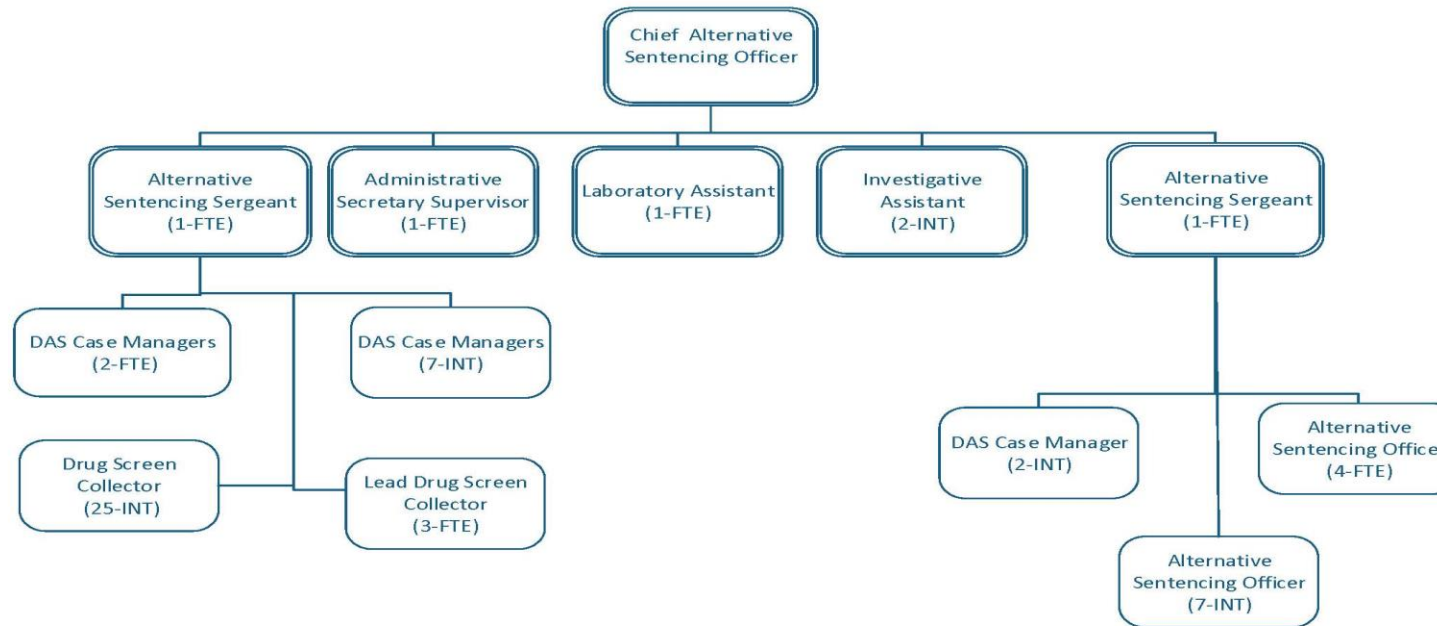 Chief Alternative
Sentencing Officer
Alternative
Sentencing Sergeant
(1-FTE)
Administrative
Secretary Supervisor
(1-FTE)
Laboratory Assistant
(1-FTE)
Investigative
Assistant
(2-INT)
Alternative
Sentencing Sergeant
(1-FTE)
DAS Case Managers
(2-FTE)
DAS Case Managers
(7-INT)
Drug Screen
Collector
(25-INT)
Lead Drug Screen
Collector
(3-FTE)
DAS Case Manager
(2-INT)
Alternative
Sentencing Office
(4-FTE)
Alternative
Sentencing Officer
(7-INT)